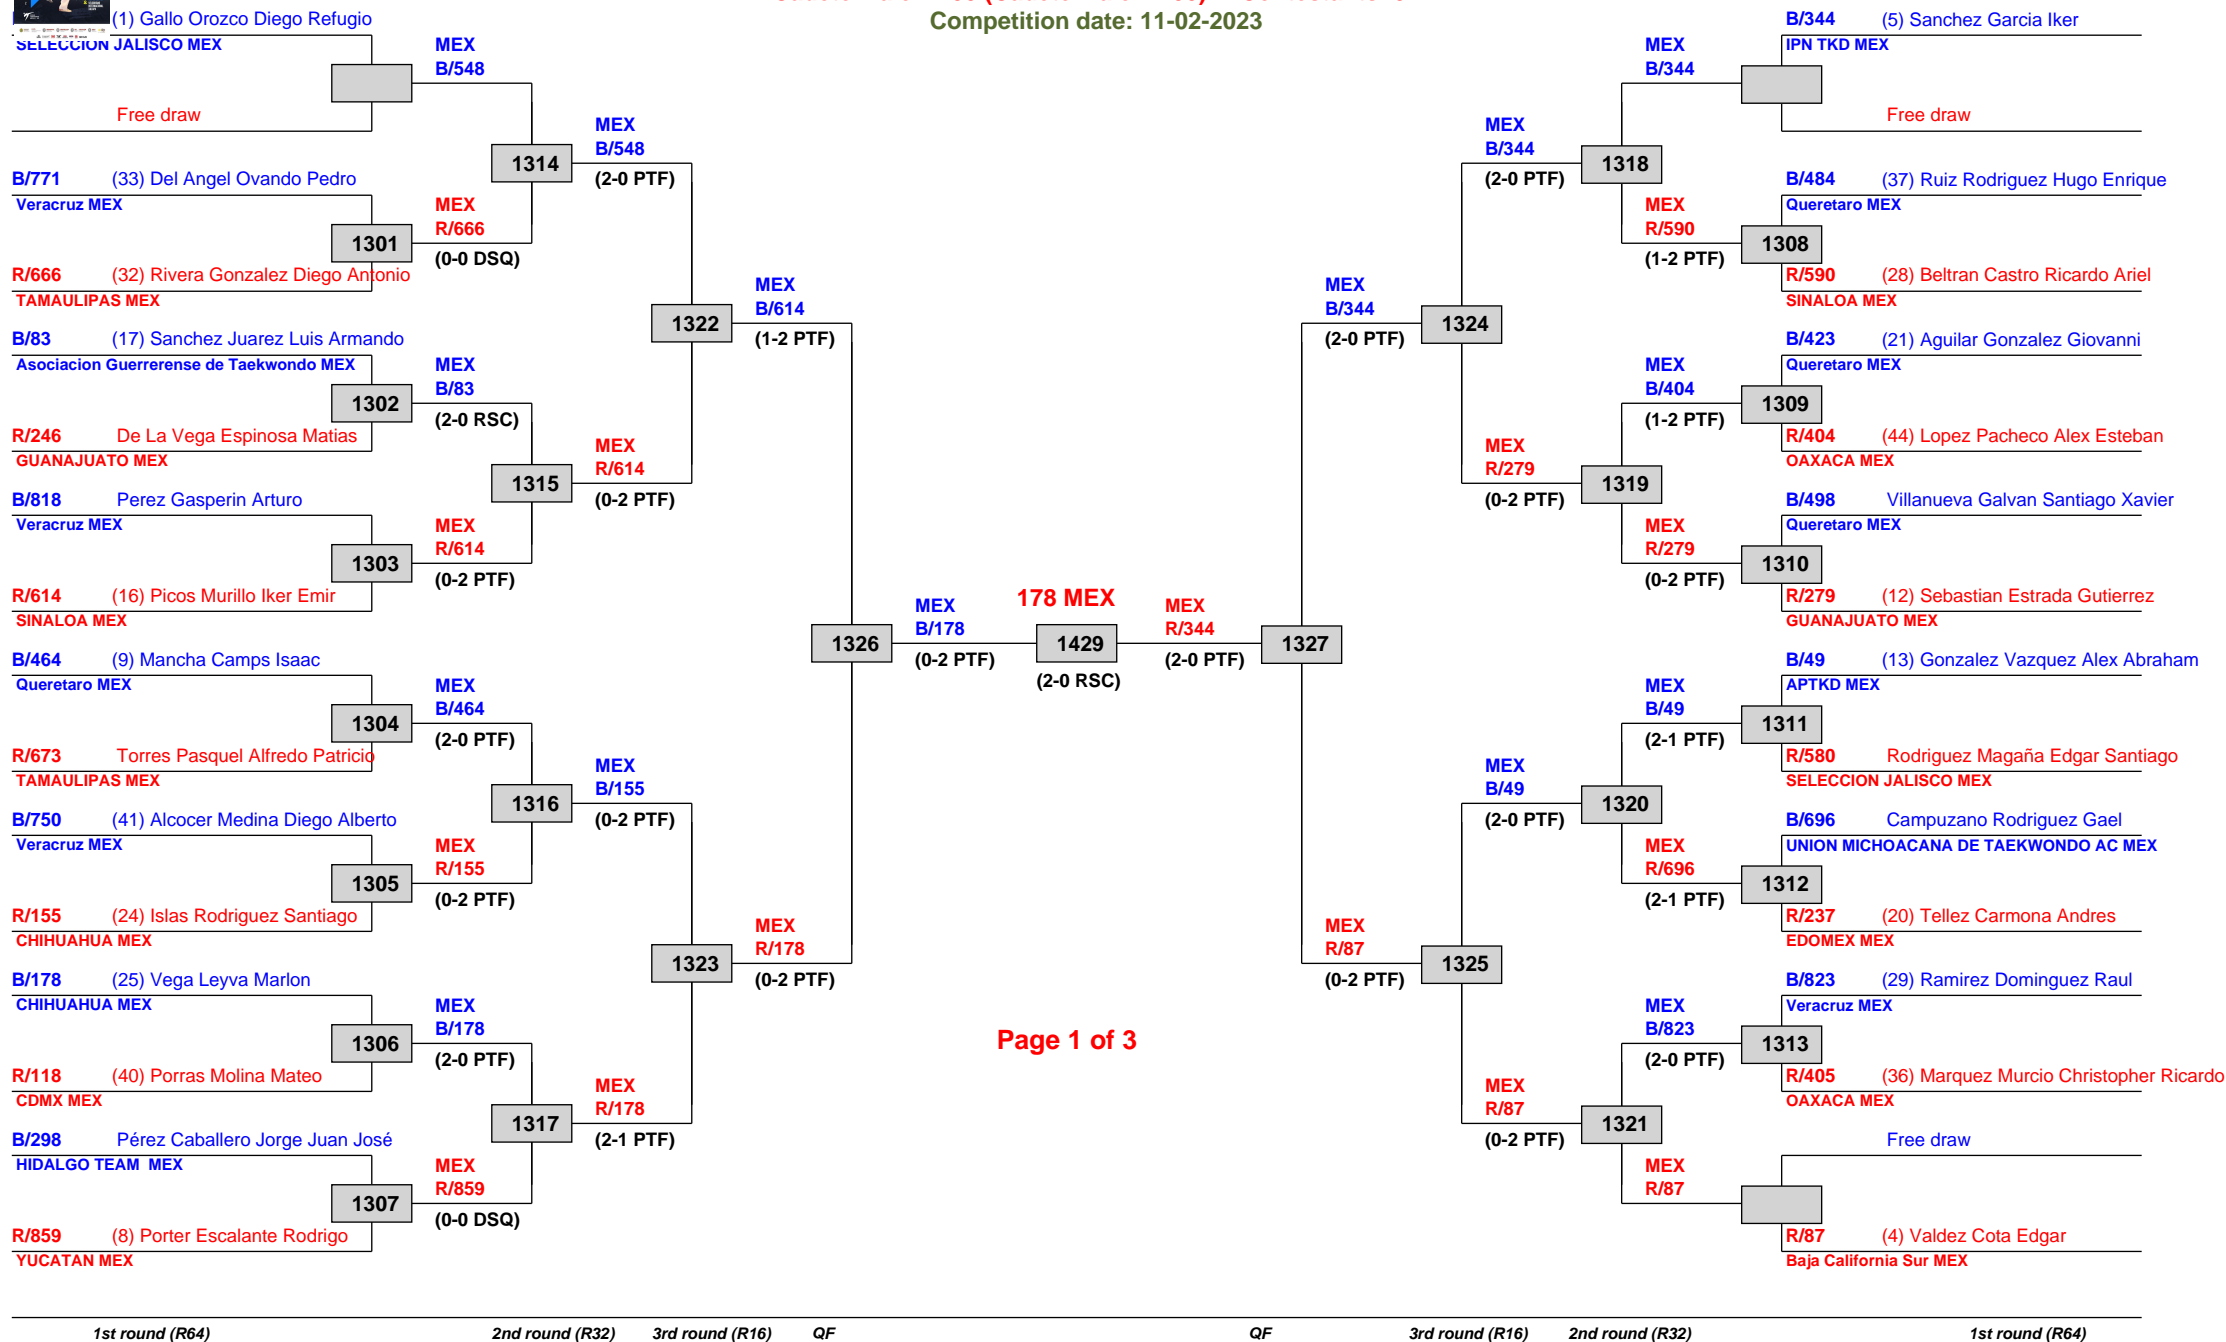 Competition date: 11-02-2023
(1) Gallo Orozco Diego Refugio
SELECCION JALISCO MEX
Free draw
B/771 (33) Del Angel Ovando Pedro
Veracruz MEX
1301
R/666 (32) Rivera Gonzalez Diego Antonio
TAMAULIPAS MEX
B/83 (17) Sanchez Juarez Luis Armando
Asociacion Guerrerense de Taekwondo MEX
1302
R/246 De La Vega Espinosa Matias
GUANAJUATO MEX
B/818 Perez Gasperin Arturo
Veracruz MEX
1303
R/614 (16) Picos Murillo Iker Emir
SINALOA MEX
B/464 (9) Mancha Camps Isaac
Queretaro MEX
1304
R/673 Torres Pasquel Alfredo Patricio
TAMAULIPAS MEX
B/750 (41) Alcocer Medina Diego Alberto
Veracruz MEX
1305
R/155 (24) Islas Rodriguez Santiago
CHIHUAHUA MEX
B/178 (25) Vega Leyva Marlon
CHIHUAHUA MEX
1306
R/118 (40) Porras Molina Mateo
CDMX MEX
B/298 Pérez Caballero Jorge Juan José
HIDALGO TEAM MEX
1307
R/859 (8) Porter Escalante Rodrigo
YUCATAN MEX
MEX
B/548
1314
MEX
R/666
(0-0 DSQ)
MEX
B/83
(2-0 RSC)
1315
MEX
R/614
(0-2 PTF)
MEX
B/464
(2-0 PTF)
1316
MEX
R/155
(0-2 PTF)
MEX
B/178
(2-0 PTF)
1317
MEX
R/859
(0-0 DSQ)
MEX
B/548
(2-0 PTF)
1322
MEX
R/614
(0-2 PTF)
MEX
B/155
(0-2 PTF)
1323
MEX
R/178
(2-1 PTF)
MEX
B/614
(1-2 PTF)
1326
MEX
R/178
(0-2 PTF)
MEX
B/178
(0-2 PTF)
178 MEX
1429
(2-0 RSC)
MEX
R/344
(2-0 PTF)
1327
Page 1 of 3
MEX
B/344
(2-0 PTF)
1324
MEX
R/87
(0-2 PTF)
1325
MEX
B/344
(2-0 PTF)
1318
MEX
R/279
(0-2 PTF)
1319
MEX
B/49
(2-0 PTF)
1320
MEX
R/87
(0-2 PTF)
1321
MEX
B/344
MEX
R/590
(1-2 PTF)
MEX
B/404
(1-2 PTF)
MEX
R/279
(0-2 PTF)
MEX
B/49
(2-1 PTF)
MEX
R/696
(2-1 PTF)
MEX
B/823
(2-0 PTF)
MEX
R/87
B/344 (5) Sanchez Garcia Iker
IPN TKD MEX
Free draw
B/484 (37) Ruiz Rodriguez Hugo Enrique
Queretaro MEX
1308
R/590 (28) Beltran Castro Ricardo Ariel
SINALOA MEX
B/423 (21) Aguilar Gonzalez Giovanni
Queretaro MEX
1309
R/404 (44) Lopez Pacheco Alex Esteban
OAXACA MEX
B/498 Villanueva Galvan Santiago Xavier
Queretaro MEX
1310
R/279 (12) Sebastian Estrada Gutierrez
GUANAJUATO MEX
B/49 (13) Gonzalez Vazquez Alex Abraham
APTKD MEX
1311
R/580 Rodriguez Magaña Edgar Santiago
SELECCION JALISCO MEX
B/696 Campuzano Rodriguez Gael
UNION MICHOACANA DE TAEKWONDO AC MEX
1312
R/237 (20) Tellez Carmona Andres
EDOMEX MEX
B/823 (29) Ramirez Dominguez Raul
Veracruz MEX
1313
R/405 (36) Marquez Murcio Christopher Ricardo
OAXACA MEX
Free draw
R/87 (4) Valdez Cota Edgar
Baja California Sur MEX
1st round (R64) 2nd round (R32) 3rd round (R16) QF QF 3rd round (R16) 2nd round (R32) 1st round (R64)